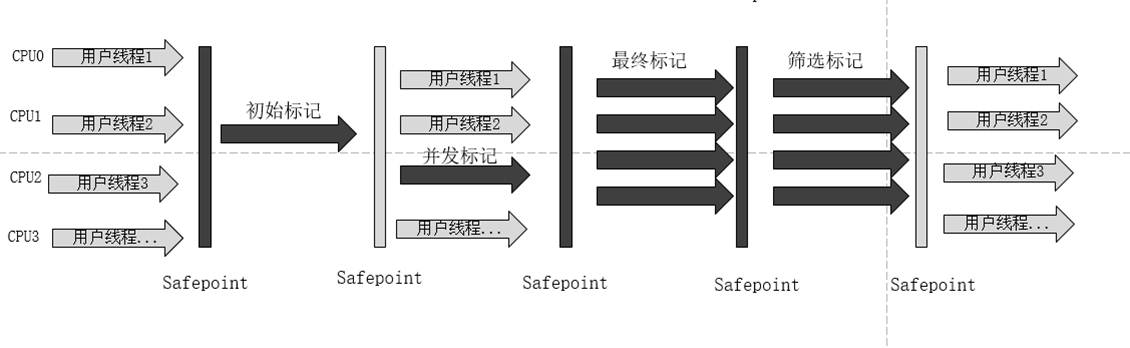 CPU0
用户线程1
CPU1
用户线程2
CPU2
用户线程3
CPU3
用户线程...
Safepoint
初始标记
Safepoint
用户线程1
用户线程2
并发标记
用户线程...
Safepoint
最终标记
Safepoint
筛选标记
Safepoint
用户线程1
用户线程2
用户线程3
用户线程...